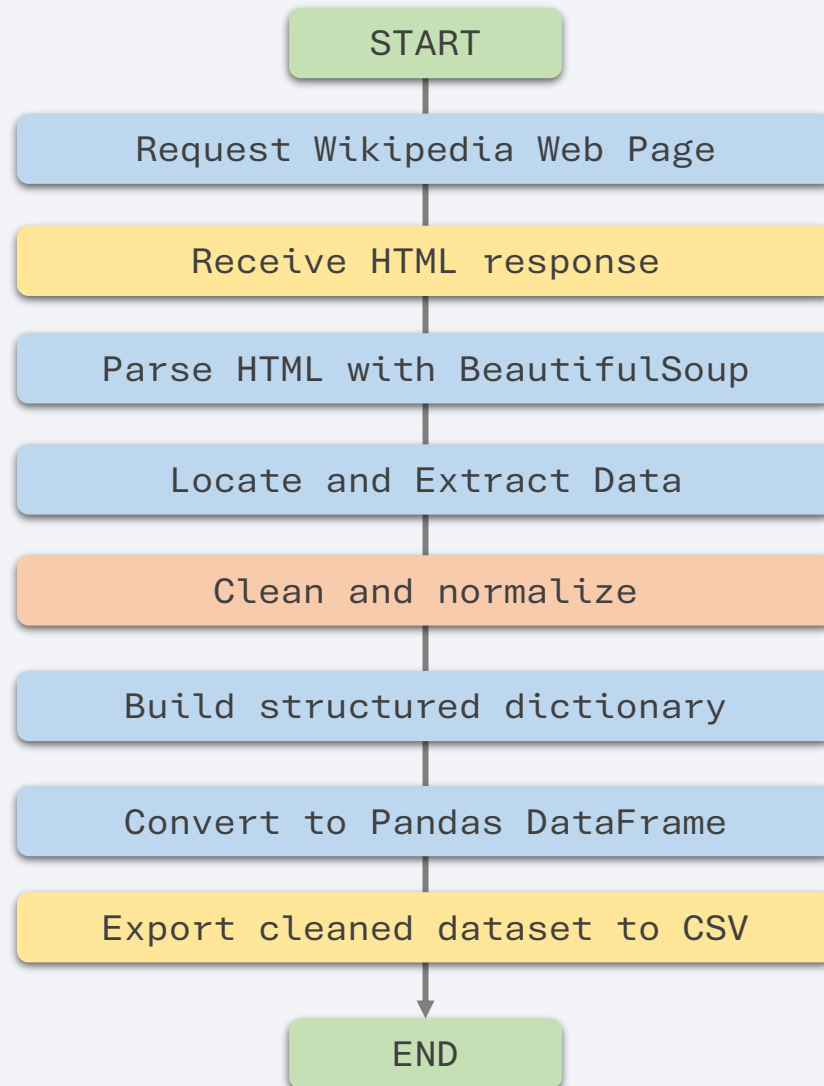 START
Request Wikipedia Web Page
Receive HTML response
Parse HTML with BeautifulSoup
Locate and Extract Data
Clean and normalize
Build structured dictionary
Convert to Pandas DataFrame
Export cleaned dataset to CSV
END